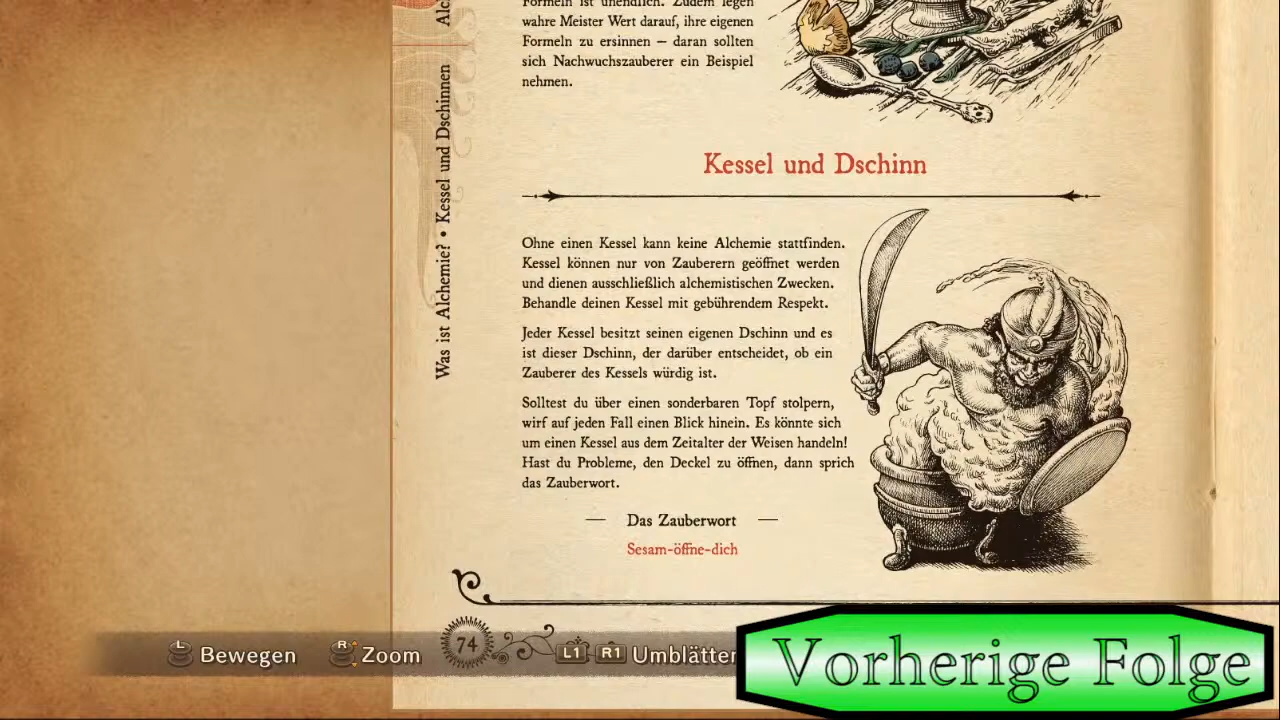 Formeln ist unendlich. Zudem legen
wahre Meister Wert darauf, ihre eigenen
Formeln zu ersinnen – daran sollten
sich Nachwuchszauberer ein Beispiel
nehmen.
Was ist Alchemie? • Kessel und Dschinnen
Alc
Kessel und Dschinn
Ohne einen Kessel kann keine Alchemie stattfinden.
Kessel können nur von Zauberern geöffnet werden
und dienen ausschließlich alchemistischen Zwecken.
Behandle deinen Kessel mit gebührendem Respekt.
Jeder Kessel besitzt seinen eigenen Dschinn und es
ist dieser Dschinn, der darüber entscheidet, ob ein
Zauberer des Kessels würdig ist.
Solltest du über einen sonderbaren Topf stolpern,
wirf auf jeden Fall einen Blick hinein. Es könnte sich
um einen Kessel aus dem Zeitalter der Weisen handeln!
Hast du Probleme, den Deckel zu öffnen, dann sprich
das Zauberwort.
— Das Zauberwort —
Sesam-öffne-dich
74
L Bewegen R Zoom L1 R1 Umblättern
Vorherige Folge